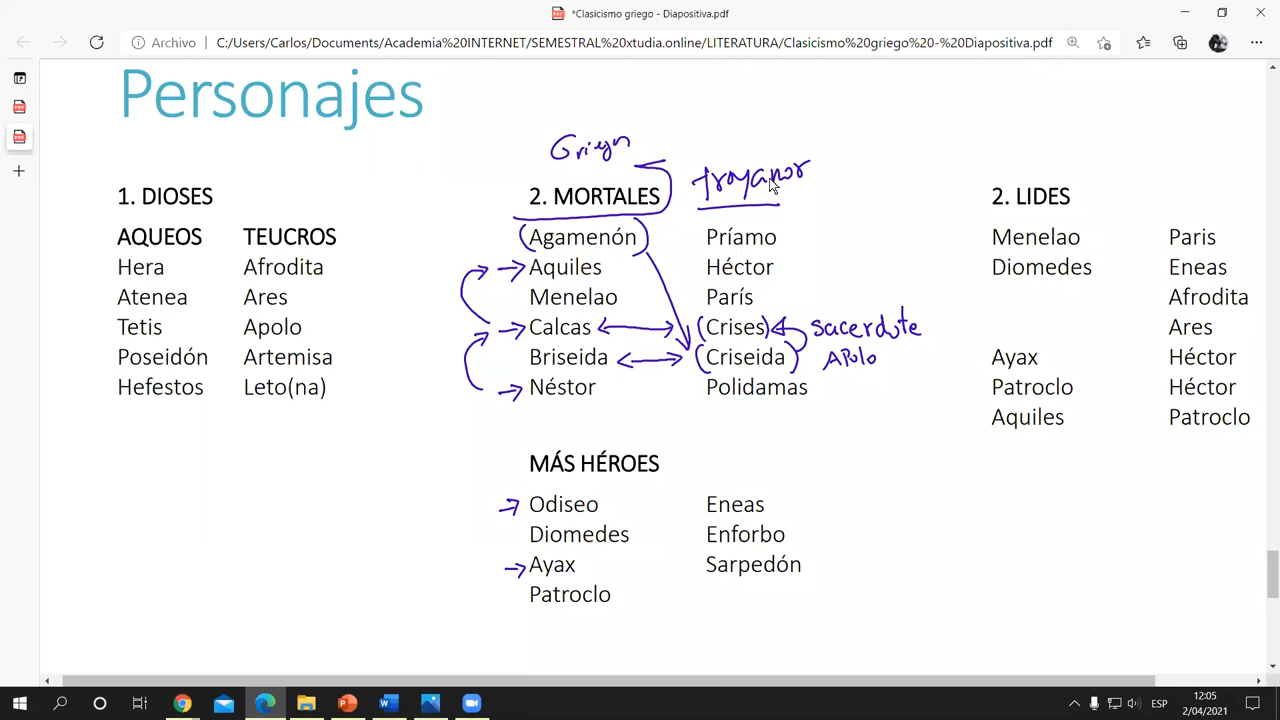 *Clasicismo griego - Diapositiva.pdf
Archivo
C:/Users/Carlos/Documents/Academia%20INTERNET/SEMESTRAL%20xtudia.online/LITERATURA/Clasicismo%20griego%20-%20Diapositiva.pdf
Personajes
Griegos
troyanos
1. DIOSES
AQUEOS TEUCROS
Hera Afrodita
Atenea Ares
Tetis Apolo
Poseidón Artemisa
Hefestos Leto(na)
2. MORTALES
(Agamenón) Príamo
Aquiles Héctor
Menelao París
Calcas (Crises) sacerdote
Briseida (Criseida) APolo
Néstor Polidamas
MÁS HÉROES
Odiseo Eneas
Diomedes Enforbo
Ayax Sarpedón
Patroclo
2. LIDES
Menelao Paris
Diomedes Eneas
Afrodita
Ares
Ayax Héctor
Patroclo Héctor
Aquiles Patroclo
ESP
12:05
2/04/2021